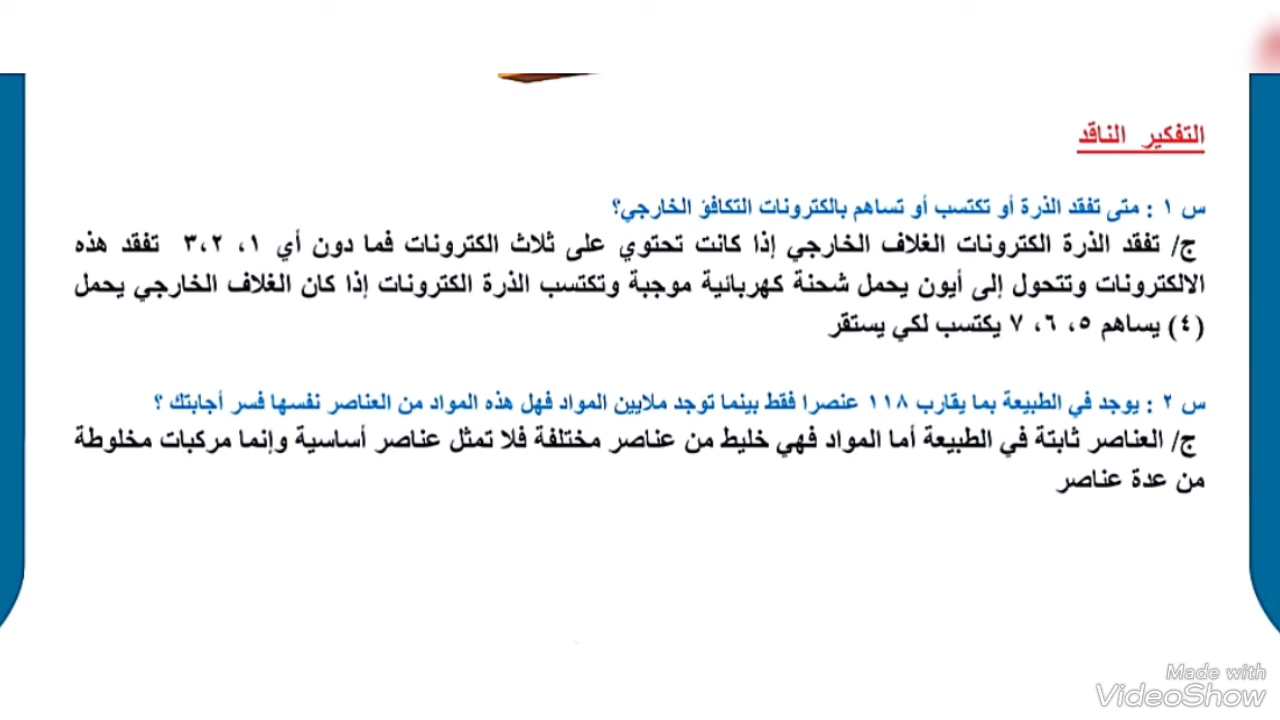 التفكير الناقد
س ١ : متى تفقد الذرة أو تكتسب أو تساهم بالكترونات التكافؤ الخارجي؟
ج/ تفقد الذرة الكترونات الغلاف الخارجي إذا كانت تحتوي على ثلاث الكترونات فما دون أي ١، ٣،٢ تفقد هذه
الالكترونات وتتحول إلى أيون يحمل شحنة كهربائية موجبة وتكتسب الذرة الكترونات إذا كان الغلاف الخارجي يحمل
(٤) يساهم ٥، ٦، ٧ يكتسب لكي يستقر
س ٢ : يوجد في الطبيعة بما يقارب ١١٨ عنصرا فقط بينما توجد ملايين المواد فهل هذه المواد من العناصر نفسها فسر أجابتك ؟
ج/ العناصر ثابتة في الطبيعة أما المواد فهي خليط من عناصر مختلفة فلا تمثل عناصر أساسية وإنما مركبات مخلوطة
من عدة عناصر
Made with
VideoShow